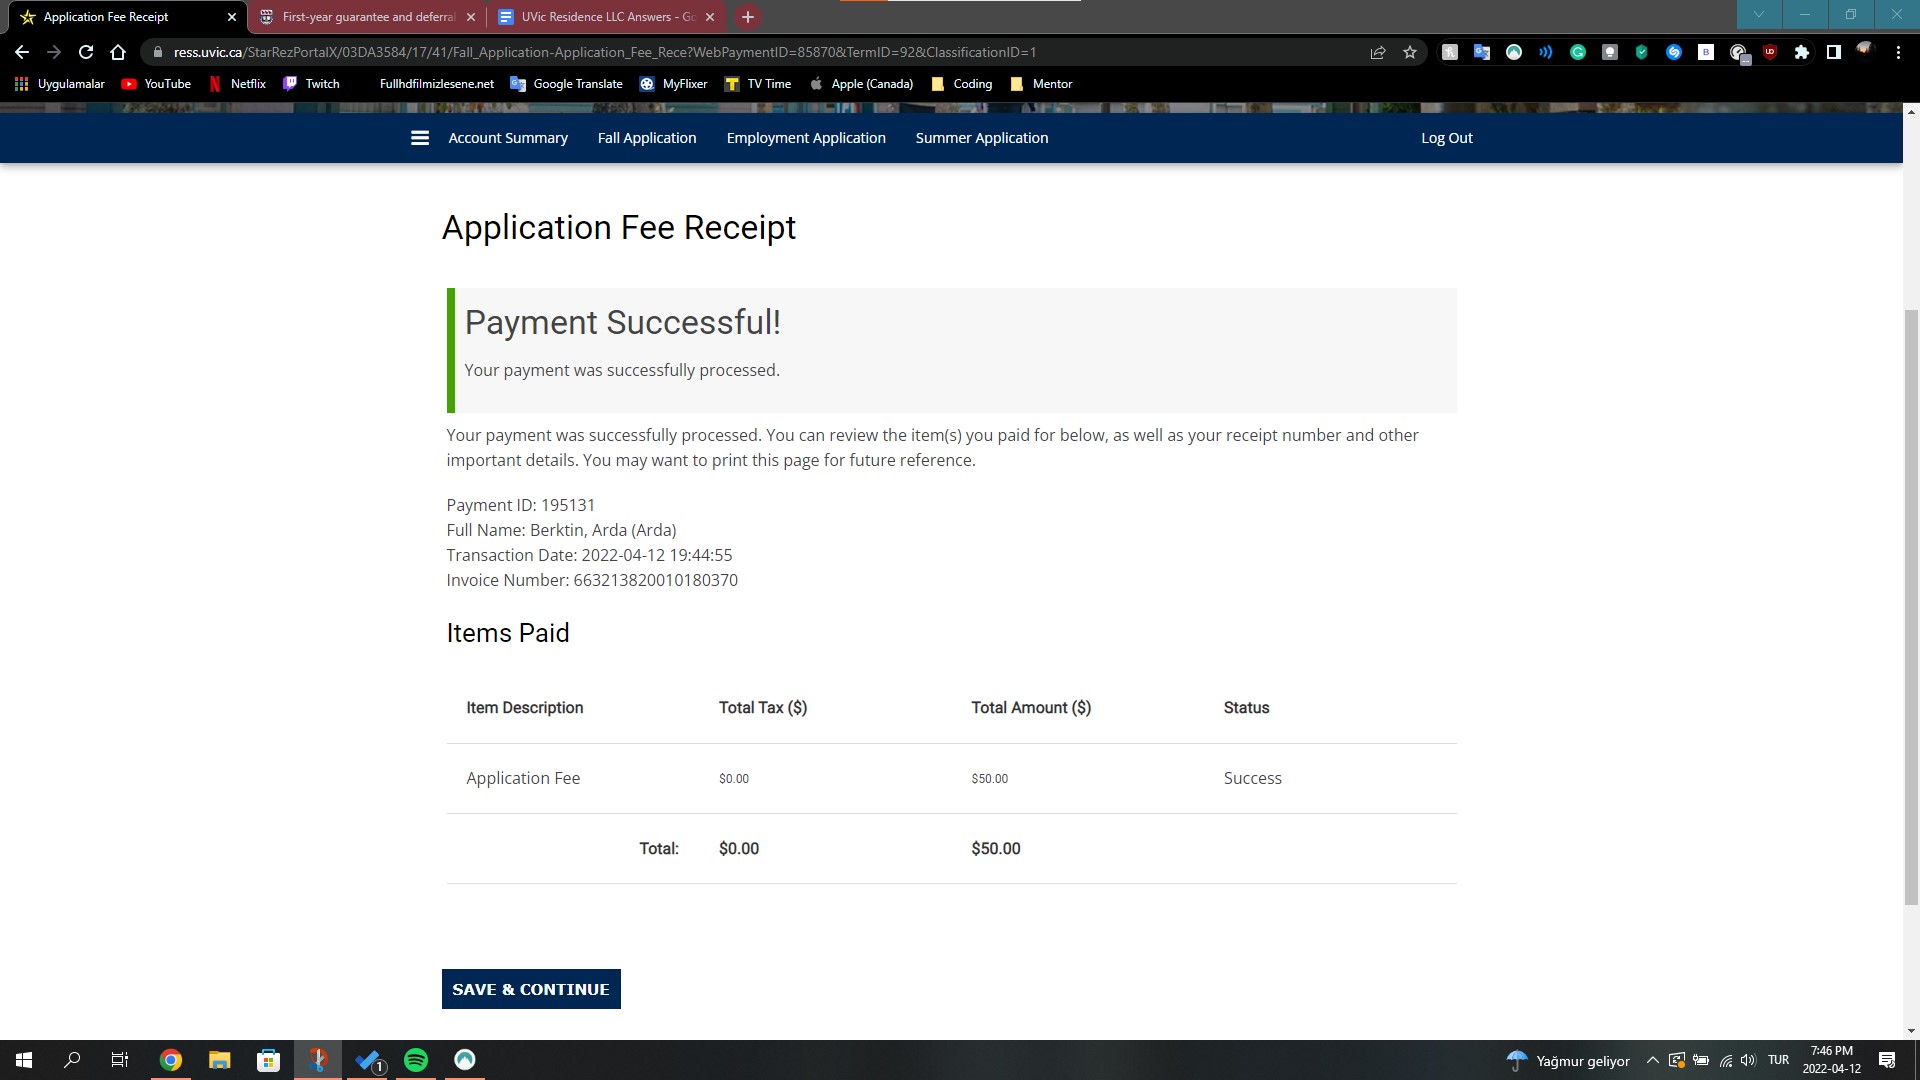 Application Fee Receipt
First-year guarantee and deferral
UVic Residence LLC Answers - Go
ress.uvic.ca/StarRezPortalX/03DA3584/17/41/Fall_Application-Application_Fee_Rece?WebPaymentID=85870&TermID=92&ClassificationID=1
Uygulamalar YouTube Netflix Twitch Fullhdfilmizlesene.net Google Translate MyFlixer TV Time Apple (Canada) Coding Mentor
Account Summary Fall Application Employment Application Summer Application Log Out
Application Fee Receipt
Payment Successful!
Your payment was successfully processed.
Your payment was successfully processed. You can review the item(s) you paid for below, as well as your receipt number and other
important details. You may want to print this page for future reference.
Payment ID: 195131
Full Name: Berktin, Arda (Arda)
Transaction Date: 2022-04-12 19:44:55
Invoice Number: 663213820010180370
Items Paid
Item Description Total Tax ($) Total Amount ($) Status
Application Fee $0.00 $50.00 Success
Total: $0.00 $50.00
SAVE & CONTINUE
1
Yağmur geliyor TUR 7:46 PM
2022-04-12